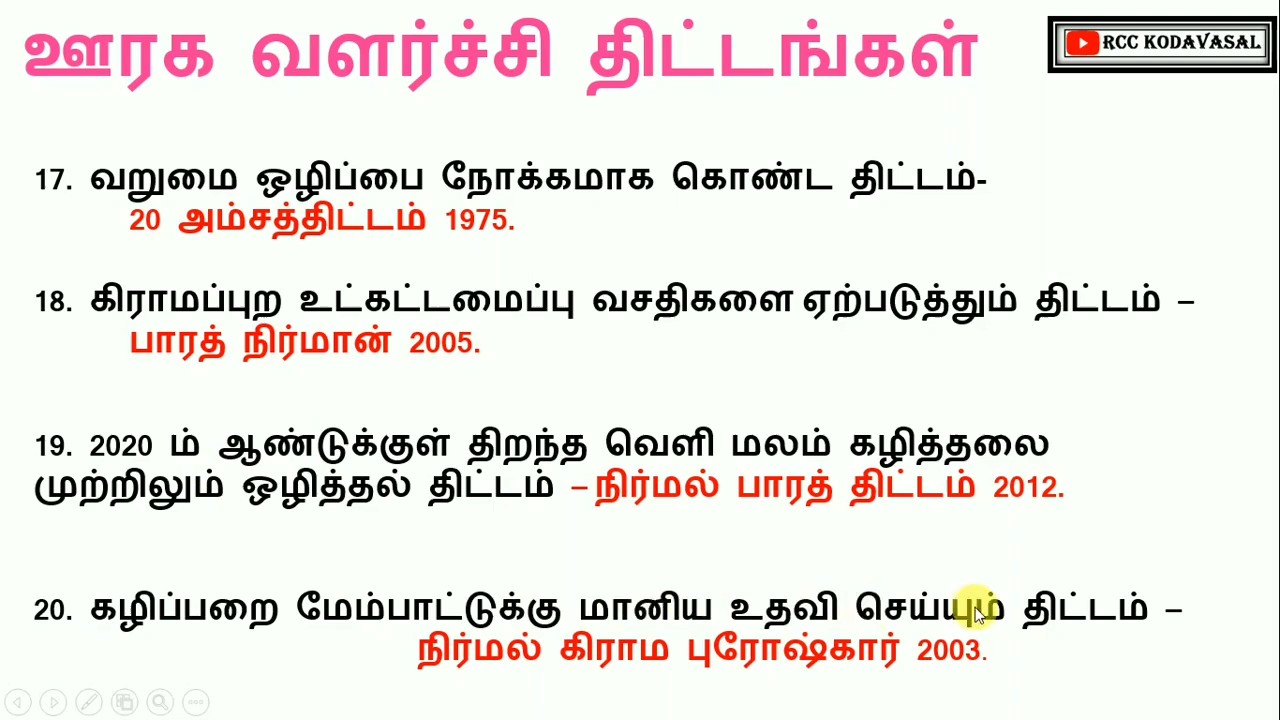 ஊரக வளர்ச்சி திட்டங்கள்
RCC KODAVASAL
17. வறுமை ஒழிப்பை நோக்கமாக கொண்ட திட்டம்-
20 அம்சத்திட்டம் 1975.
18. கிராமப்புற உட்கட்டமைப்பு வசதிகளை ஏற்படுத்தும் திட்டம் –
பாரத் நிர்மான் 2005.
19. 2020 ம் ஆண்டுக்குள் திறந்த வெளி மலம் கழித்தலை
முற்றிலும் ஒழித்தல் திட்டம் – நிர்மல் பாரத் திட்டம் 2012.
20. கழிப்பறை மேம்பாட்டுக்கு மானிய உதவி செய்யும் திட்டம் –
நிர்மல் கிராம புரோஷ்கார் 2003.